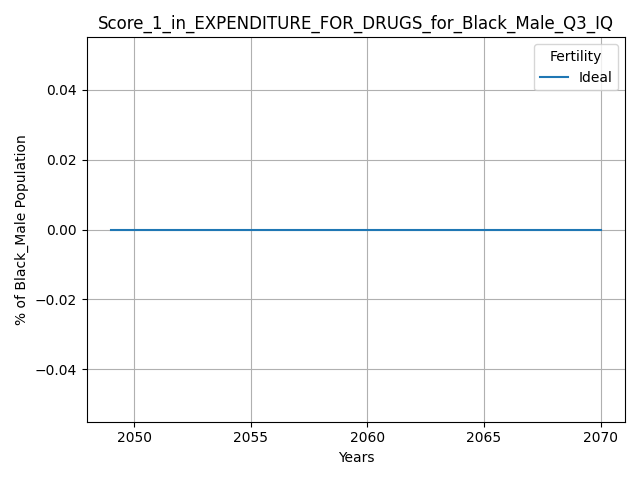 Score_1_in_EXPENDITURE_FOR_DRUGS_for_Black_Male_Q3_IQ
Fertility
Ideal
0.04
0.02
0.00
−0.02
−0.04
% of Black_Male Population
2050 2055 2060 2065 2070
Years